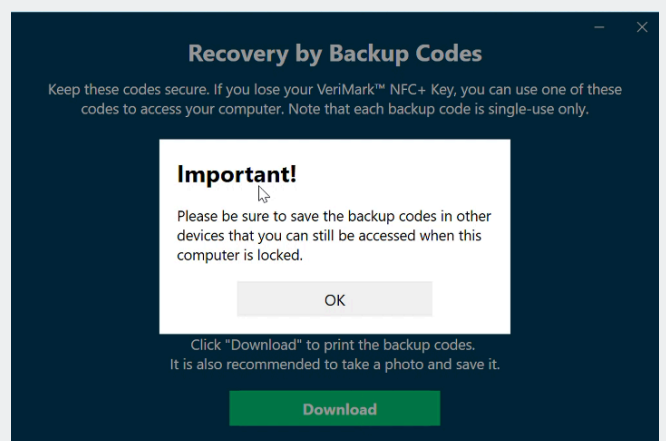 Recovery by Backup Codes
Keep these codes secure. If you lose your VeriMark™ NFC+ Key, you can use one of these
codes to access your computer. Note that each backup code is single-use only.
Important!
Please be sure to save the backup codes in other
devices that you can still be accessed when this
computer is locked.
OK
Click "Download" to print the backup codes.
It is also recommended to take a photo and save it.
Download